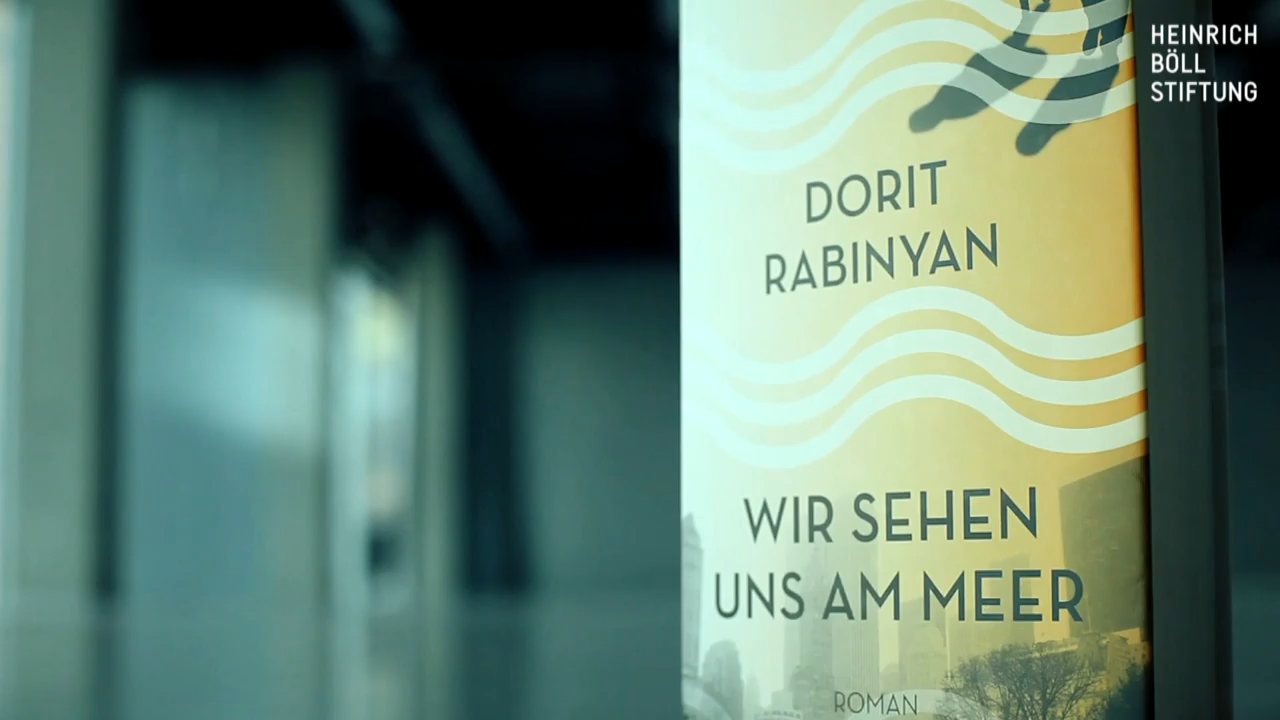 HEINRICH
BÖLL
STIFTUNG
DORIT
RABINYAN
WIR SEHEN
UNS AM MEER
ROMAN